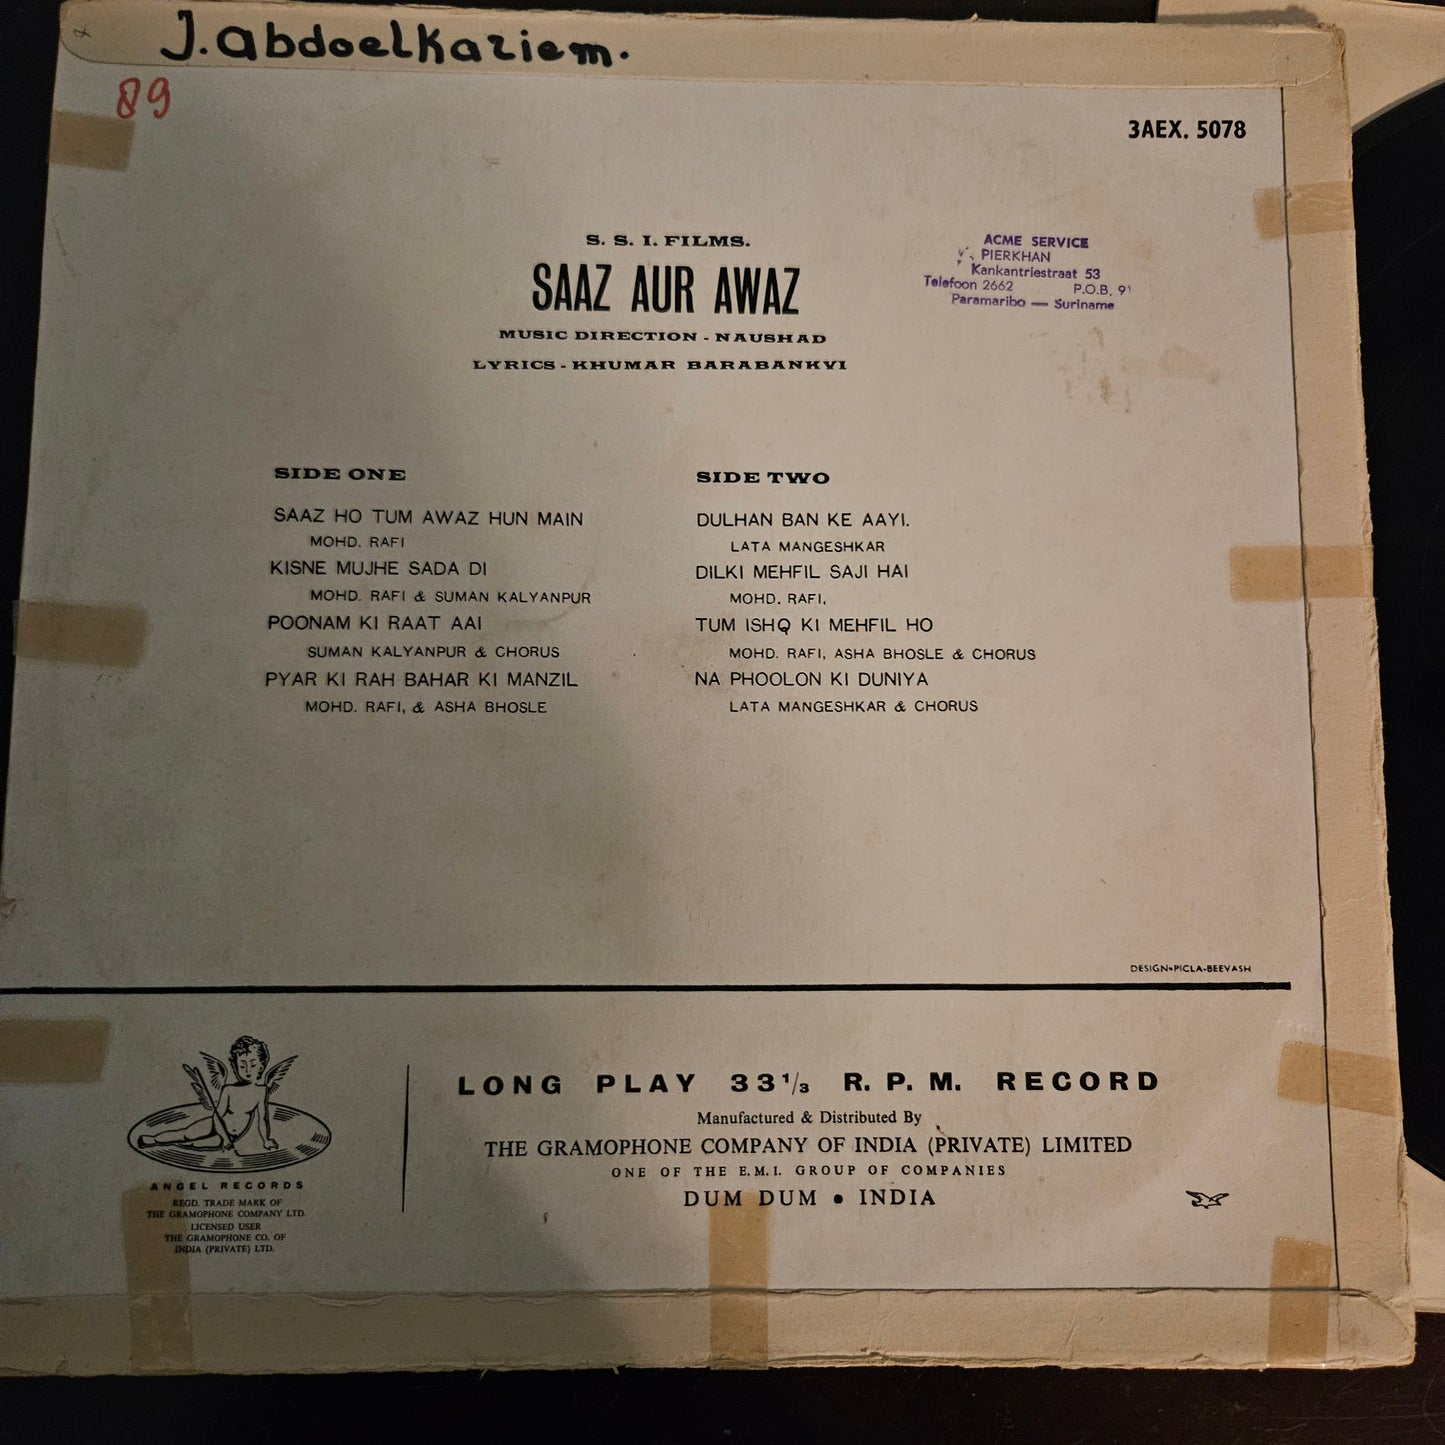 J. abdoelkariem.
89
3AEX. 5078
S. S. I. FILMS.
SAAZ AUR AWAZ
MUSIC DIRECTION - NAUSHAD
LYRICS - KHUMAR BARABANKVI
ACME SERVICE
PIERKHAN
Kankantriestraat 53
Telefoon 2662 P.O.B. 91
Paramaribo — Suriname
SIDE ONE
SAAZ HO TUM AWAZ HUN MAIN
MOHD. RAFI
KISNE MUJHE SADA DI
MOHD. RAFI & SUMAN KALYANPUR
POONAM KI RAAT AAI
SUMAN KALYANPUR & CHORUS
PYAR KI RAH BAHAR KI MANZIL
MOHD. RAFI, & ASHA BHOSLE
SIDE TWO
DULHAN BAN KE AAYI.
LATA MANGESHKAR
DILKI MEHFIL SAJI HAI
MOHD. RAFI,
TUM ISHQ KI MEHFIL HO
MOHD. RAFI, ASHA BHOSLE & CHORUS
NA PHOOLON KI DUNIYA
LATA MANGESHKAR & CHORUS
DESIGN•PICLA-BEEVASH
ANGEL RECORDS
REGD. TRADE MARK OF
THE GRAMOPHONE COMPANY LTD.
LICENSED USER
THE GRAMOPHONE CO. OF
INDIA (PRIVATE) LTD.
LONG PLAY 33 1/3 R. P. M. RECORD
Manufactured & Distributed By
THE GRAMOPHONE COMPANY OF INDIA (PRIVATE) LIMITED
ONE OF THE E.M.I. GROUP OF COMPANIES
DUM DUM • INDIA